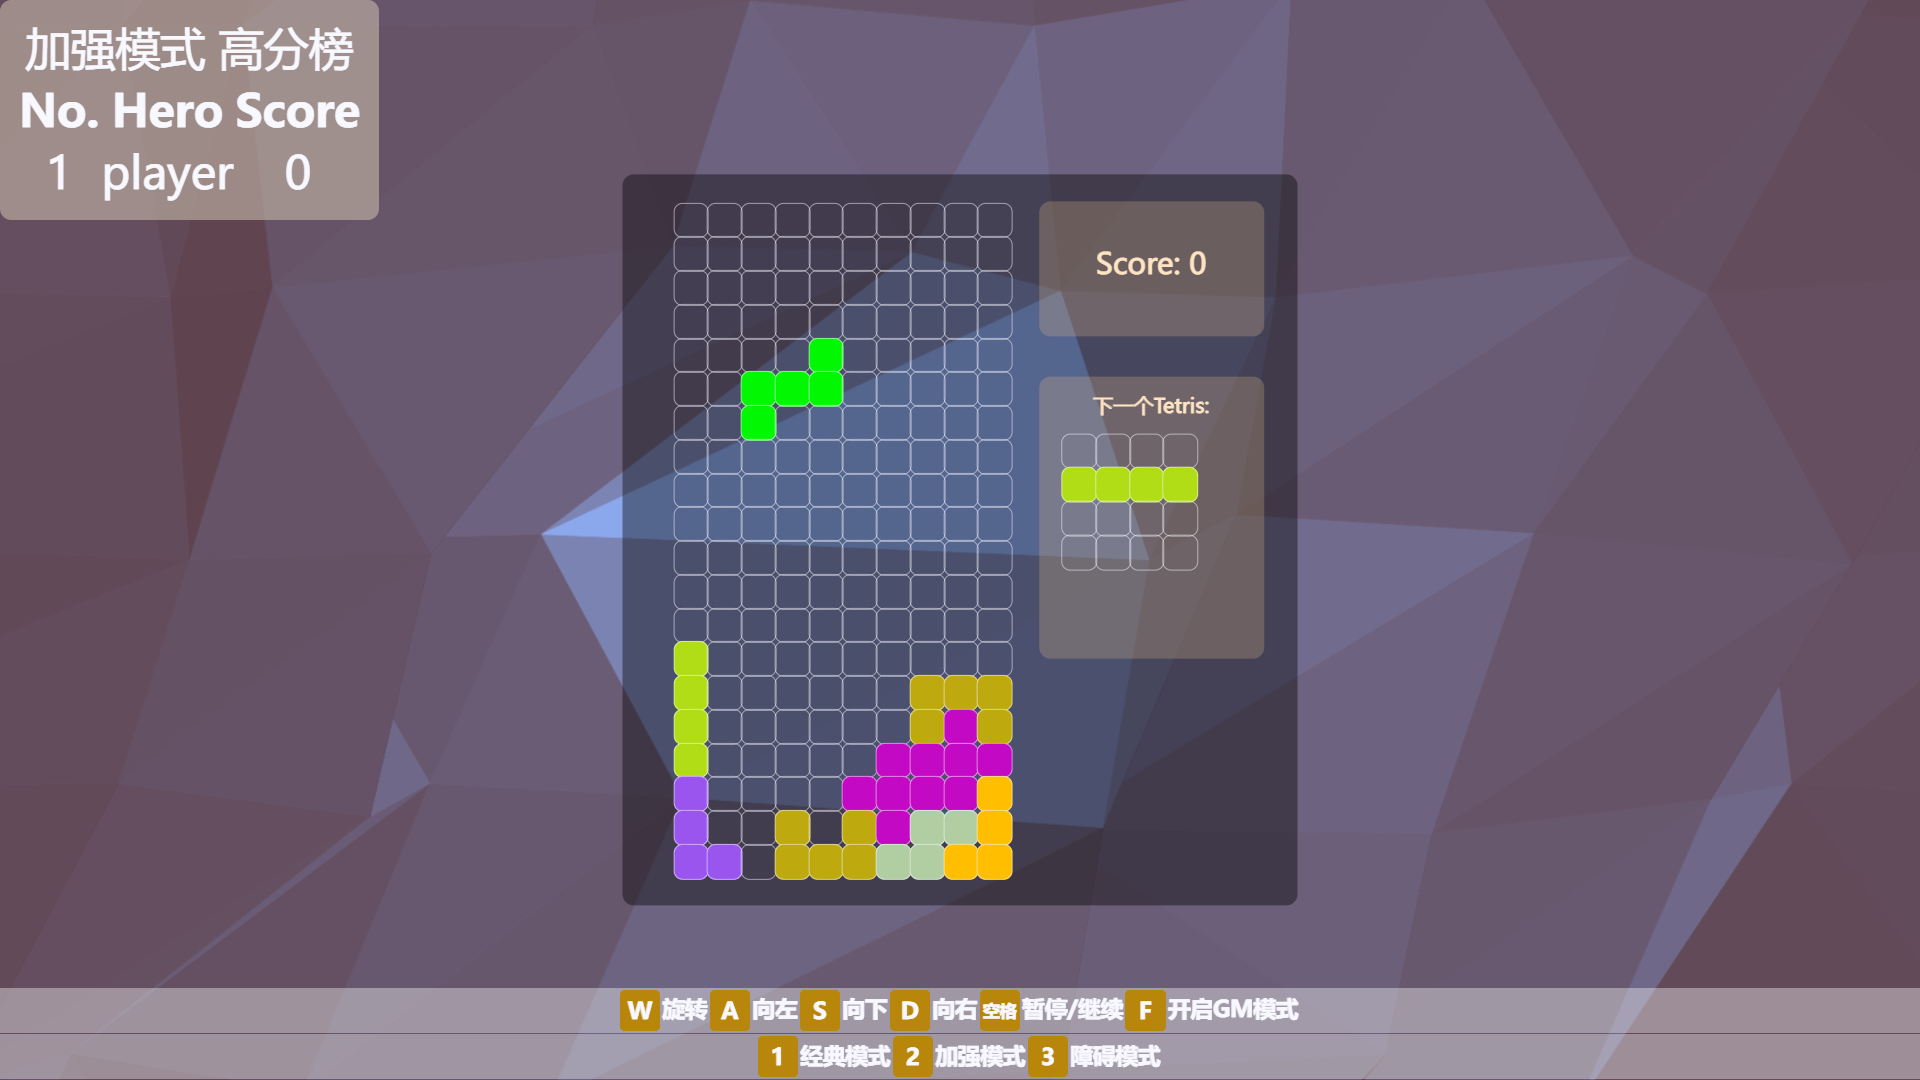 加强模式 高分榜
No. Hero Score
1 player 0
Score: 0
下一个Tetris:
W 旋转 A 向左 S 向下 D 向右 空格 暂停/继续 F 开启GM模式
1 经典模式 2 加强模式 3 障碍模式